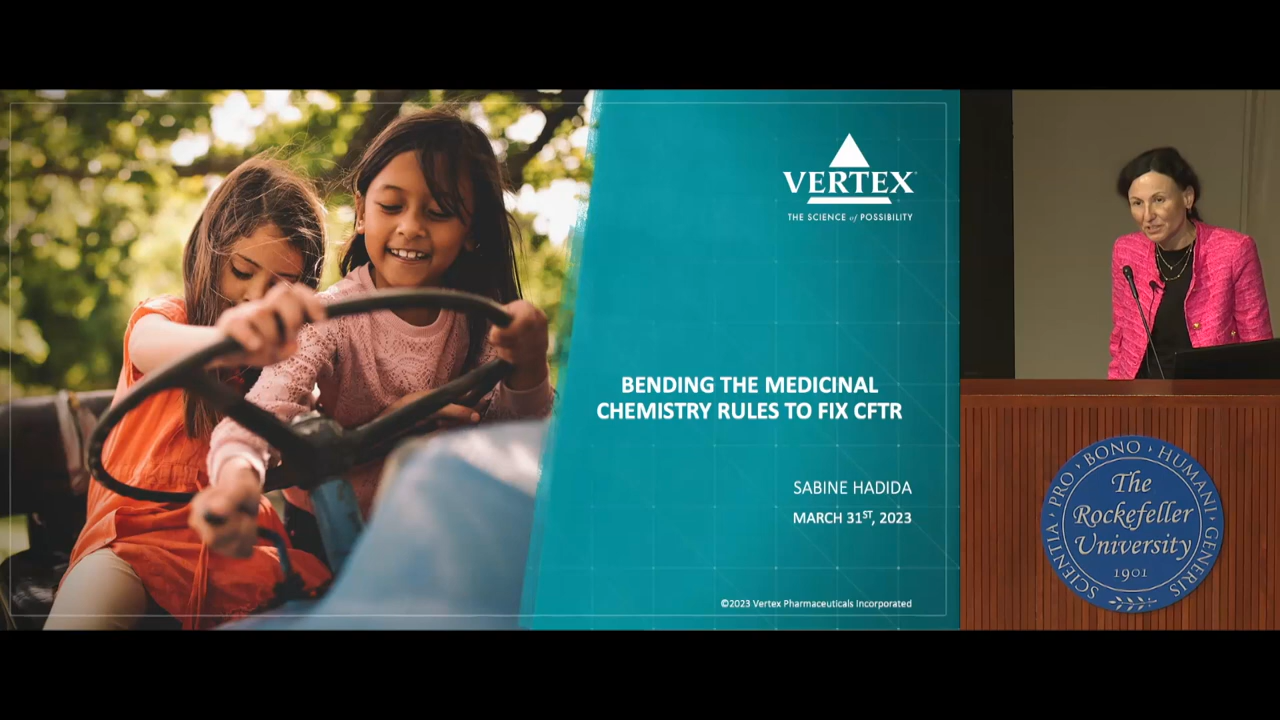 VERTEX
THE SCIENCE of POSSIBILITY
BENDING THE MEDICINAL
CHEMISTRY RULES TO FIX CFTR
SABINE HADIDA
MARCH 31ST, 2023
©2023 Vertex Pharmaceuticals Incorporated
SCIENTIA · PRO · BONO · HUMANI · GENERIS
The
Rockefeller
University
1901